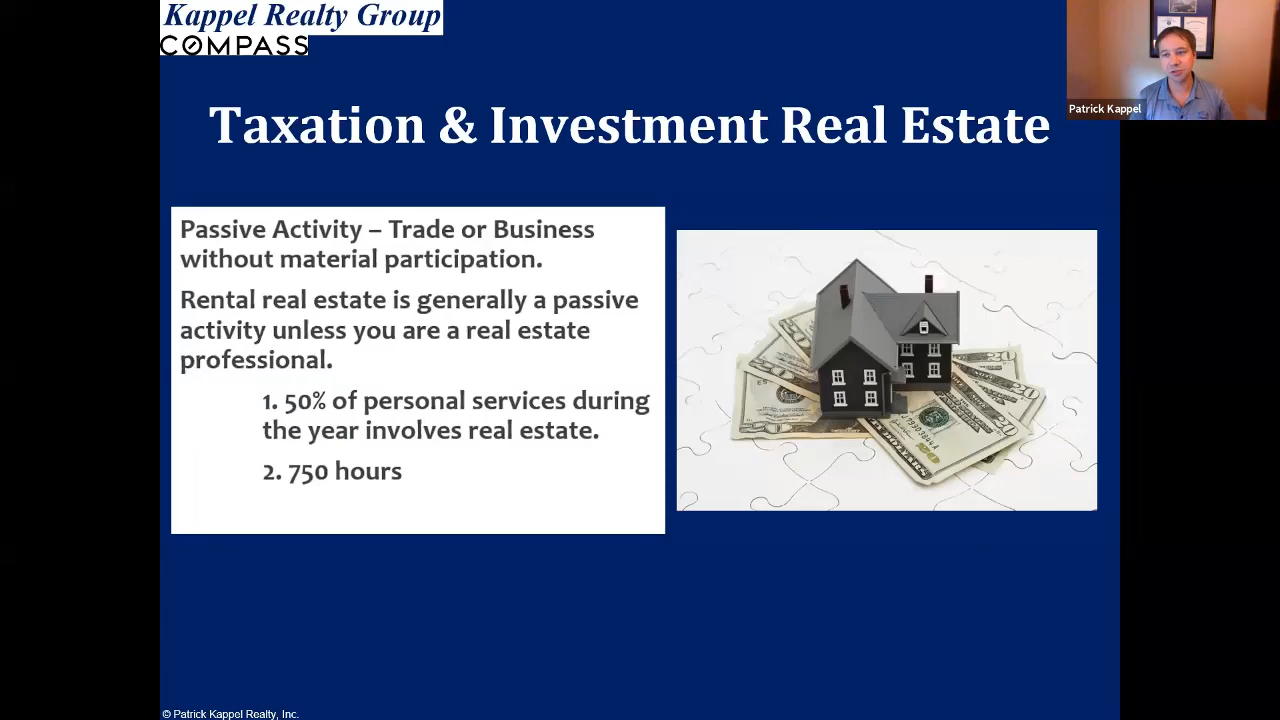 Kappel Realty Group
COMPASS
Patrick Kappel
Taxation & Investment Real Estate
Passive Activity – Trade or Business
without material participation.
Rental real estate is generally a passive
activity unless you are a real estate
professional.
1. 50% of personal services during
the year involves real estate.
2. 750 hours
© Patrick Kappel Realty, Inc.